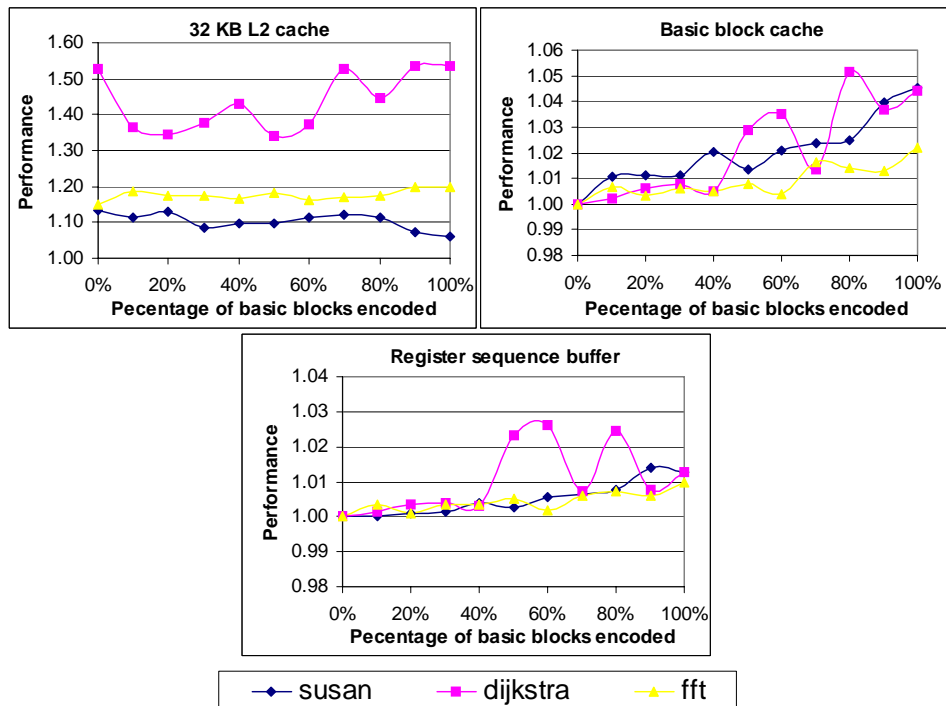 32 KB L2 cache
1.60
1.50
1.40
1.30
1.20
1.10
1.00
Performance
0% 20% 40% 60% 80% 100%
Pecentage of basic blocks encoded
Basic block cache
1.06
1.05
1.04
1.03
1.02
1.01
1.00
0.99
0.98
Performance
0% 20% 40% 60% 80% 100%
Pecentage of basic blocks encoded
Register sequence buffer
1.04
1.03
1.02
1.01
1.00
0.99
0.98
Performance
0% 20% 40% 60% 80% 100%
Pecentage of basic blocks encoded
susan dijkstra fft